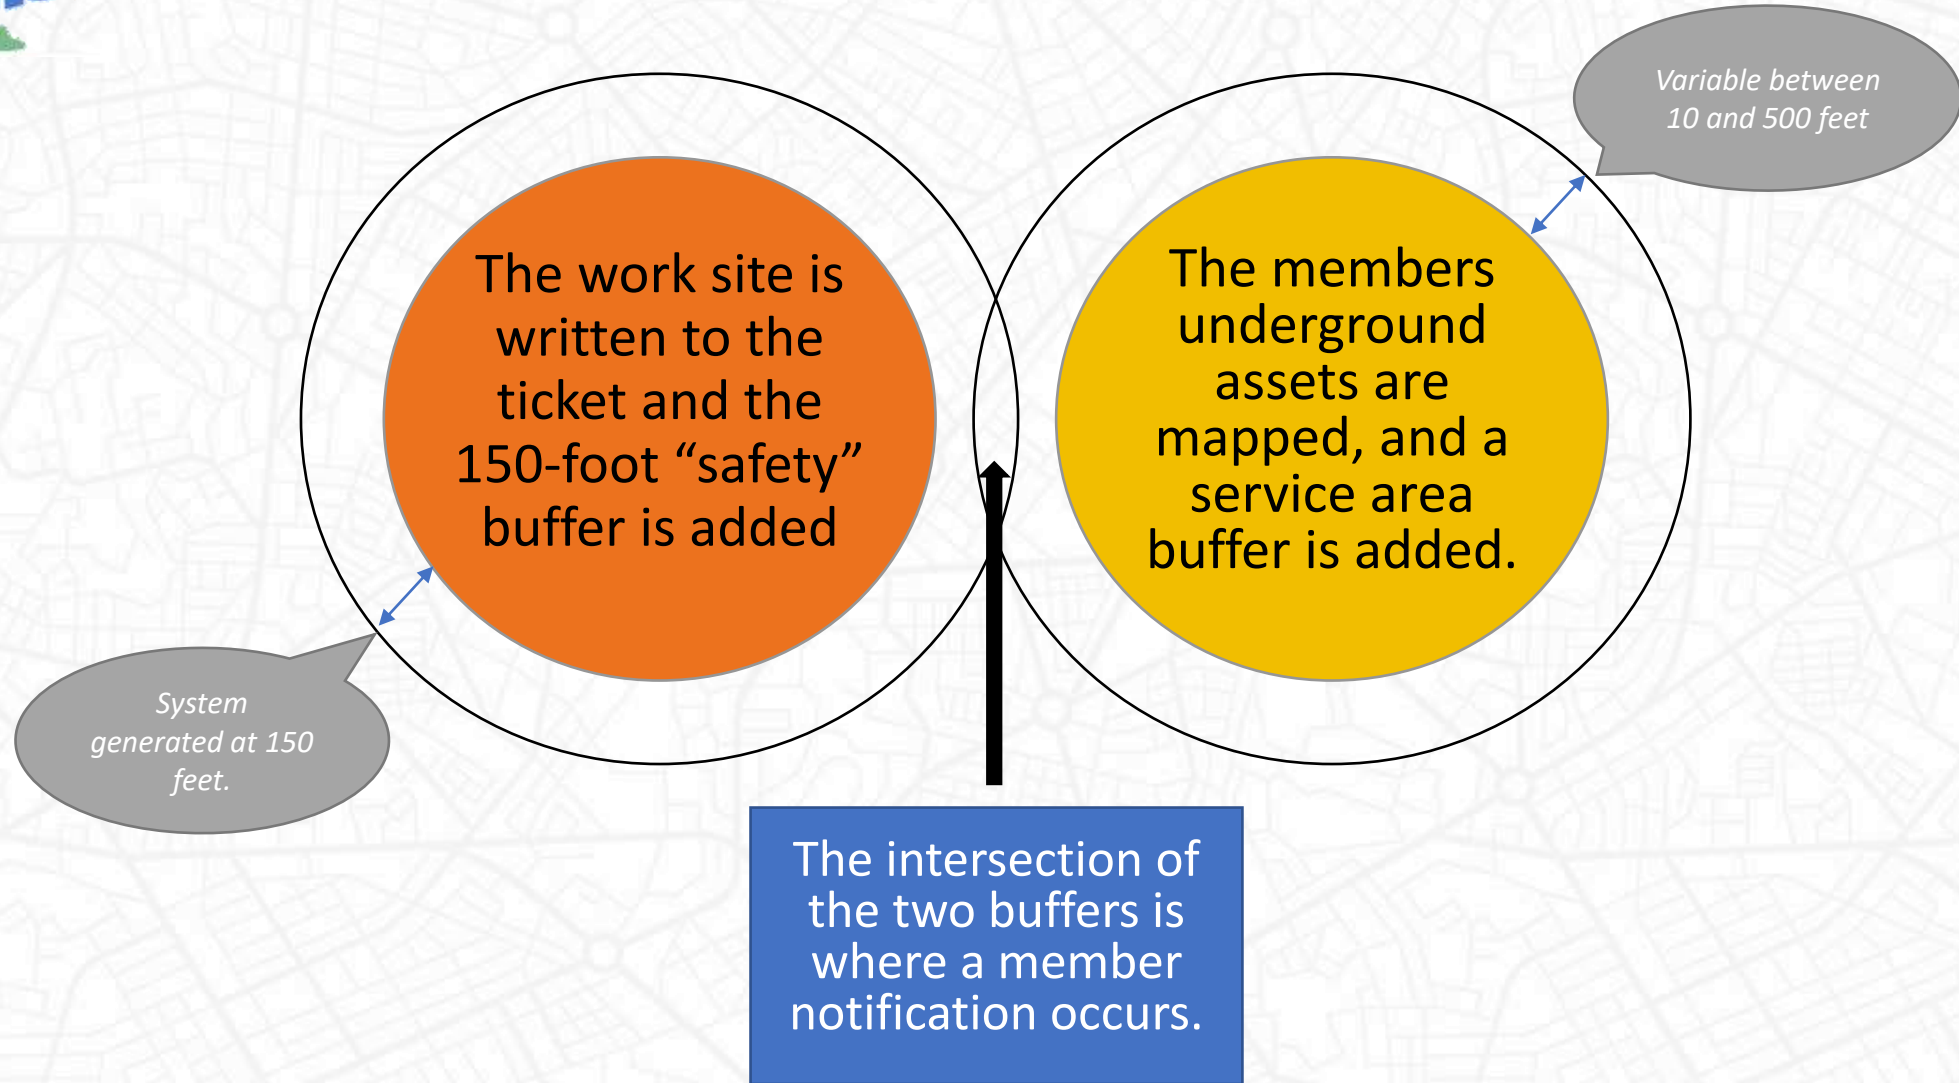 Variable between
10 and 500 feet
The work site is
written to the
ticket and the
150-foot “safety”
buffer is added
The members
underground
assets are
mapped, and a
service area
buffer is added.
System
generated at 150
feet.
The intersection of
the two buffers is
where a member
notification occurs.